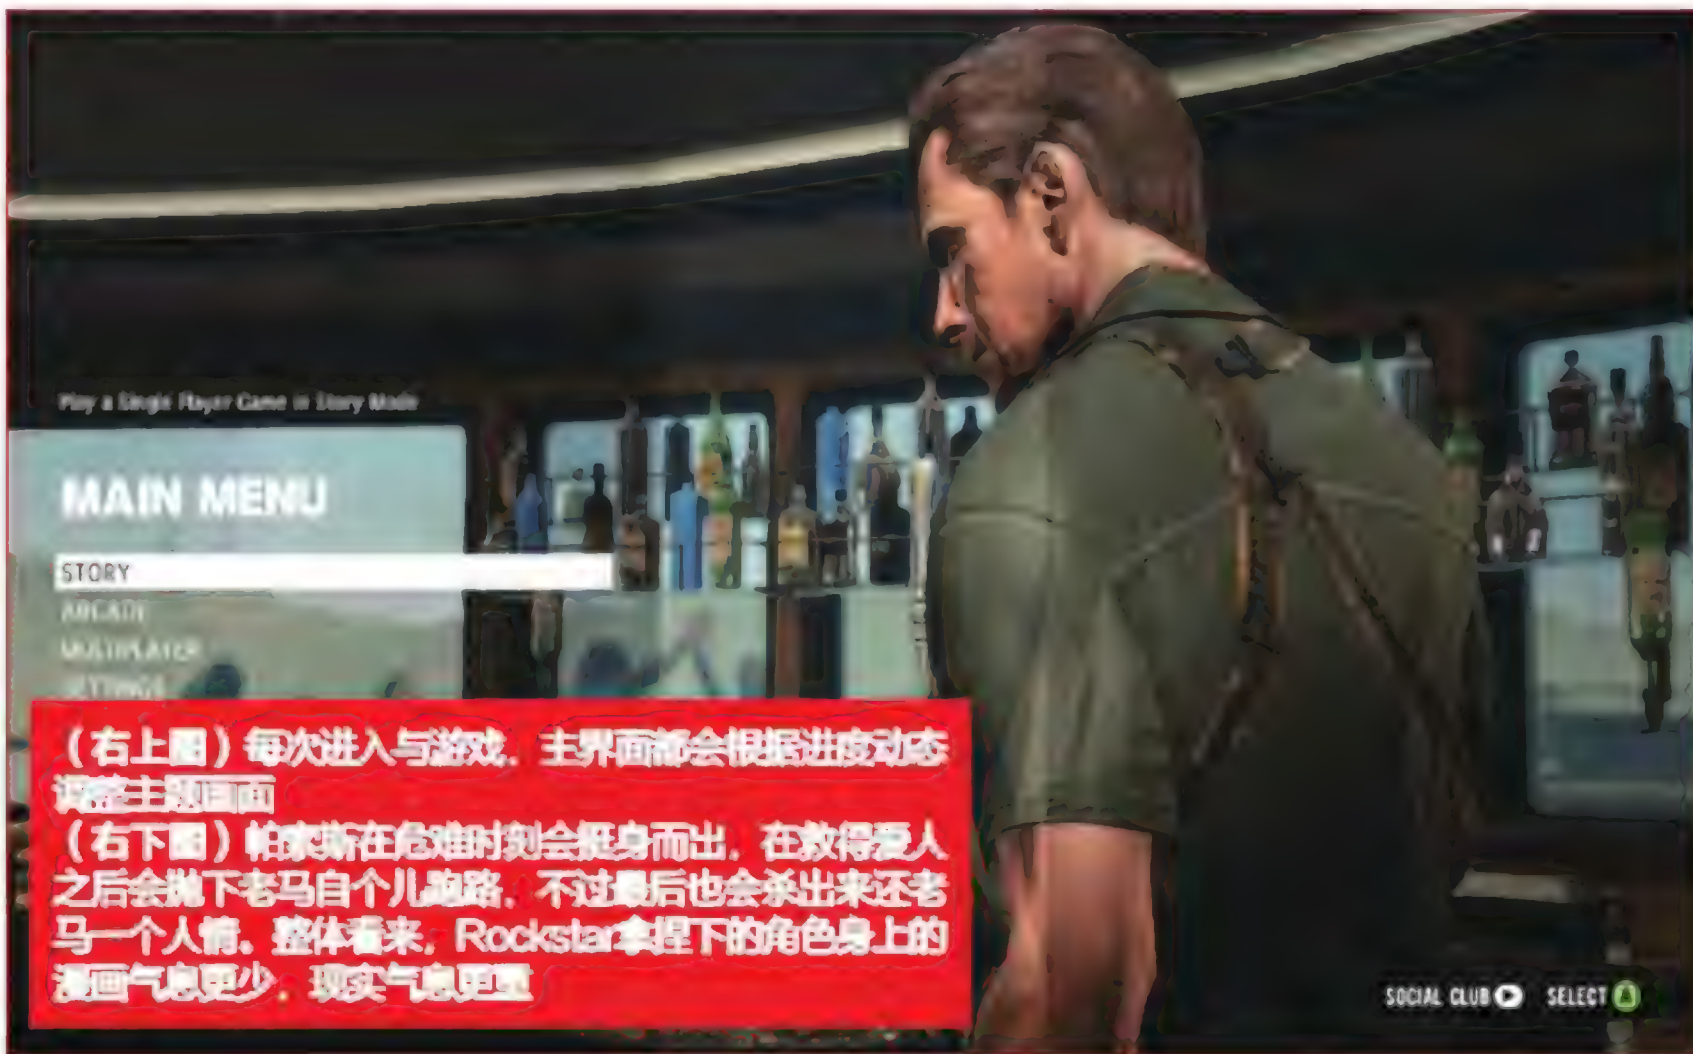 Play a Single Player Game in Story Mode
MAIN MENU
STORY
ARCADE
MULTIPLAYER
SETTINGS
（右上图）每次进入与游戏，主界面都会根据进度动态
调整主题画面
（右下图）帕索斯在危难时刻会挺身而出，在救得爱人
之后会抛下老马自个儿跑路，不过最后也会杀出来还老
马一个人情。整体看来，Rockstar拿捏下的角色身上的
漫画气息更少，现实气息更重
SOCIAL CLUB
SELECT A